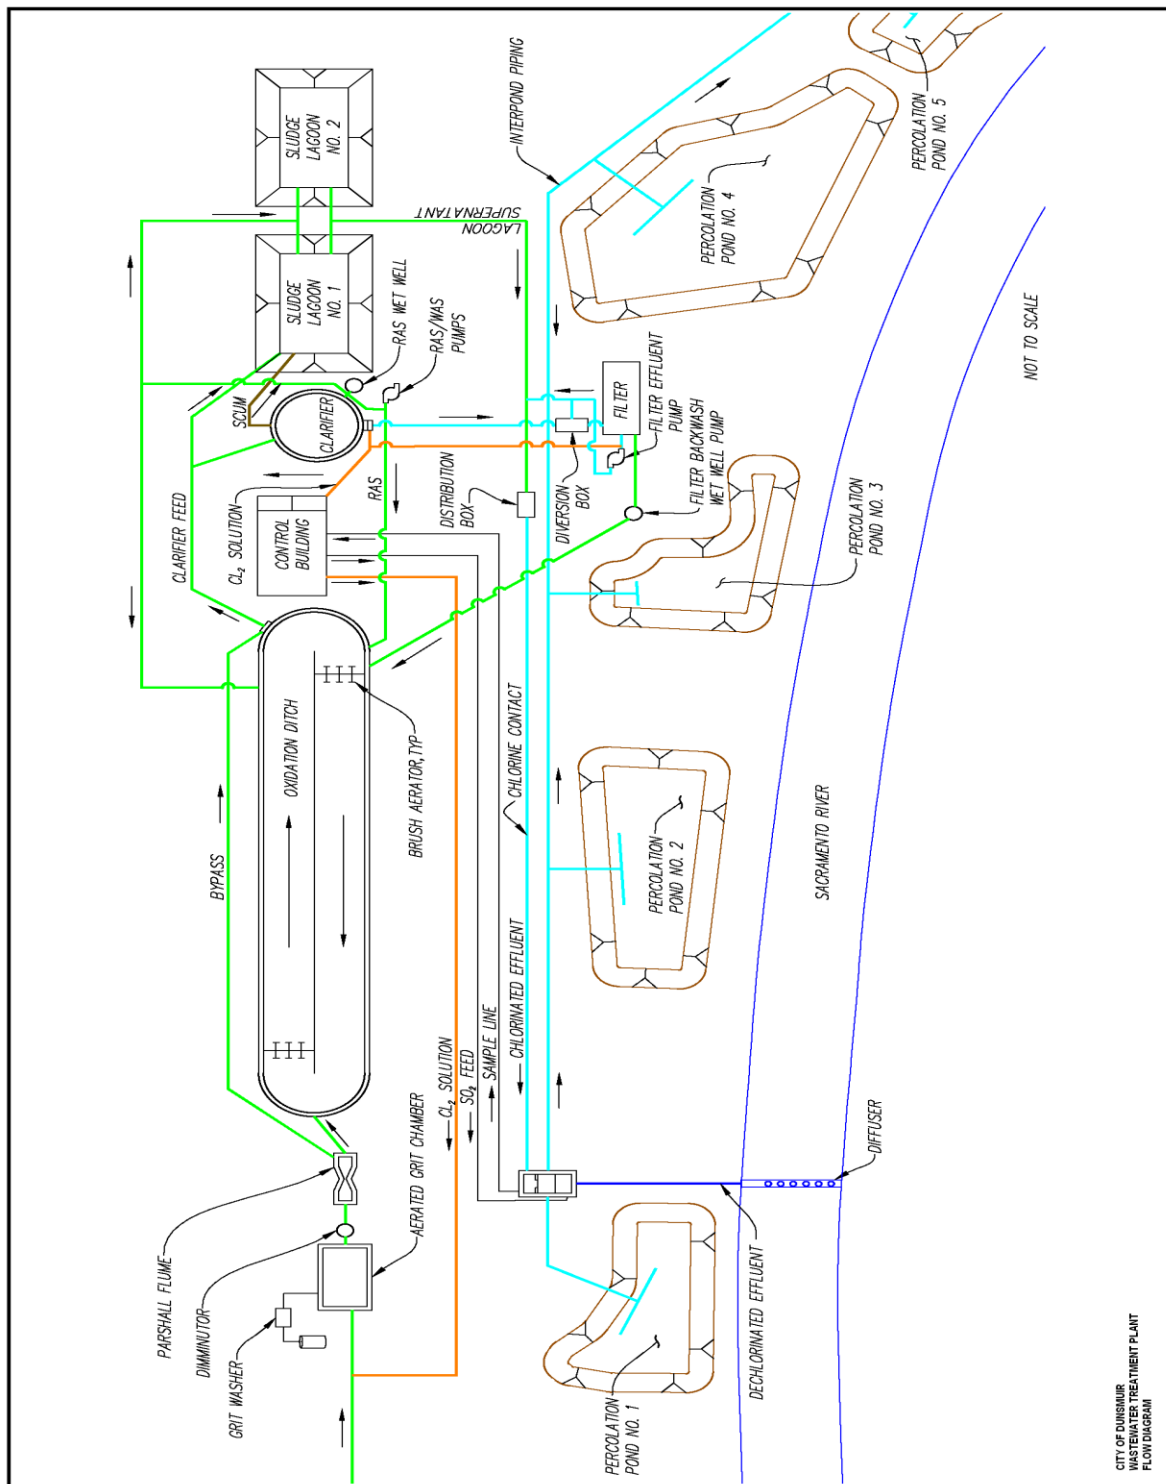 SLUDGE
LAGOON
NO. 2
SLUDGE
LAGOON
NO. 1
LAGOON
SUPERNATANT
INTERPOND PIPING
PERCOLATION
POND NO. 5
PERCOLATION
POND NO. 4
RAS WET WELL
RAS/WAS
PUMPS
SCUM
CLARIFIER
CLARIFIER FEED
CL2 SOLUTION
CONTROL
BUILDING
RAS
DISTRIBUTION
BOX
DIVERSION
BOX
FILTER
FILTER EFFLUENT
PUMP
FILTER BACKWASH
WET WELL PUMP
PERCOLATION
POND NO. 3
NOT TO SCALE
BYPASS
OXIDATION DITCH
BRUSH AERATOR,TYP
CHLORINE CONTACT
CHLORINATED EFFLUENT
PERCOLATION
POND NO. 2
SACRAMENTO RIVER
CL2 SOLUTION
SO2 FEED
SAMPLE LINE
PARSHALL FLUME
DIMMINUTOR
GRIT WASHER
AERATED GRIT CHAMBER
PERCOLATION
POND NO. 1
DECHLORINATED EFFLUENT
DIFFUSER
CITY OF DUNSMUIR
WASTEWATER TREATMENT PLANT
FLOW DIAGRAM